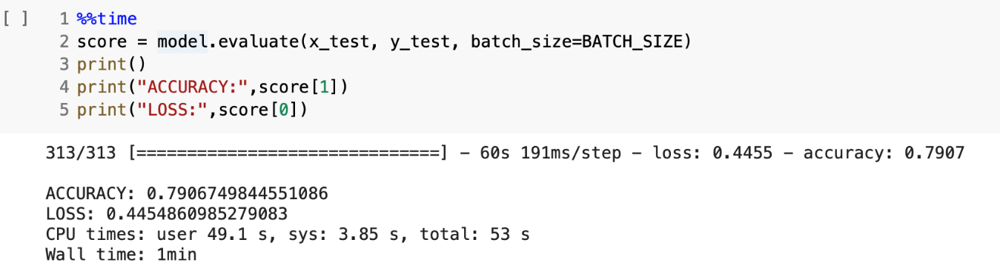 [ ] 1 %%time
2 score = model.evaluate(x_test, y_test, batch_size=BATCH_SIZE)
3 print()
4 print("ACCURACY:",score[1])
5 print("LOSS:",score[0])
313/313 [==============================] - 60s 191ms/step - loss: 0.4455 - accuracy: 0.7907
ACCURACY: 0.7906749844551086
LOSS: 0.4454860985279083
CPU times: user 49.1 s, sys: 3.85 s, total: 53 s
Wall time: 1min